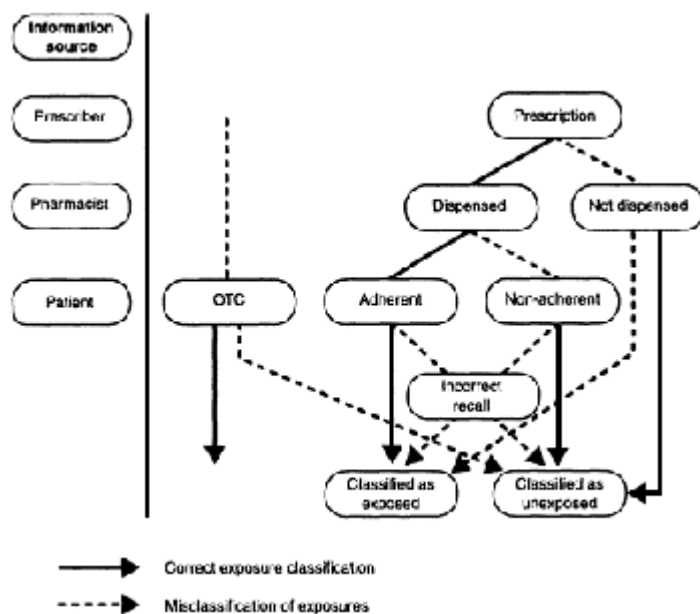 Information
source
Prescriber
Prescription
Pharmacist
Dispensed
Not dispensed
Patient
OTC
Adherent
Non-adherent
Incorrect
recall
Classified as
exposed
Classified as
unexposed
Correct exposure classification
Misclassification of exposures